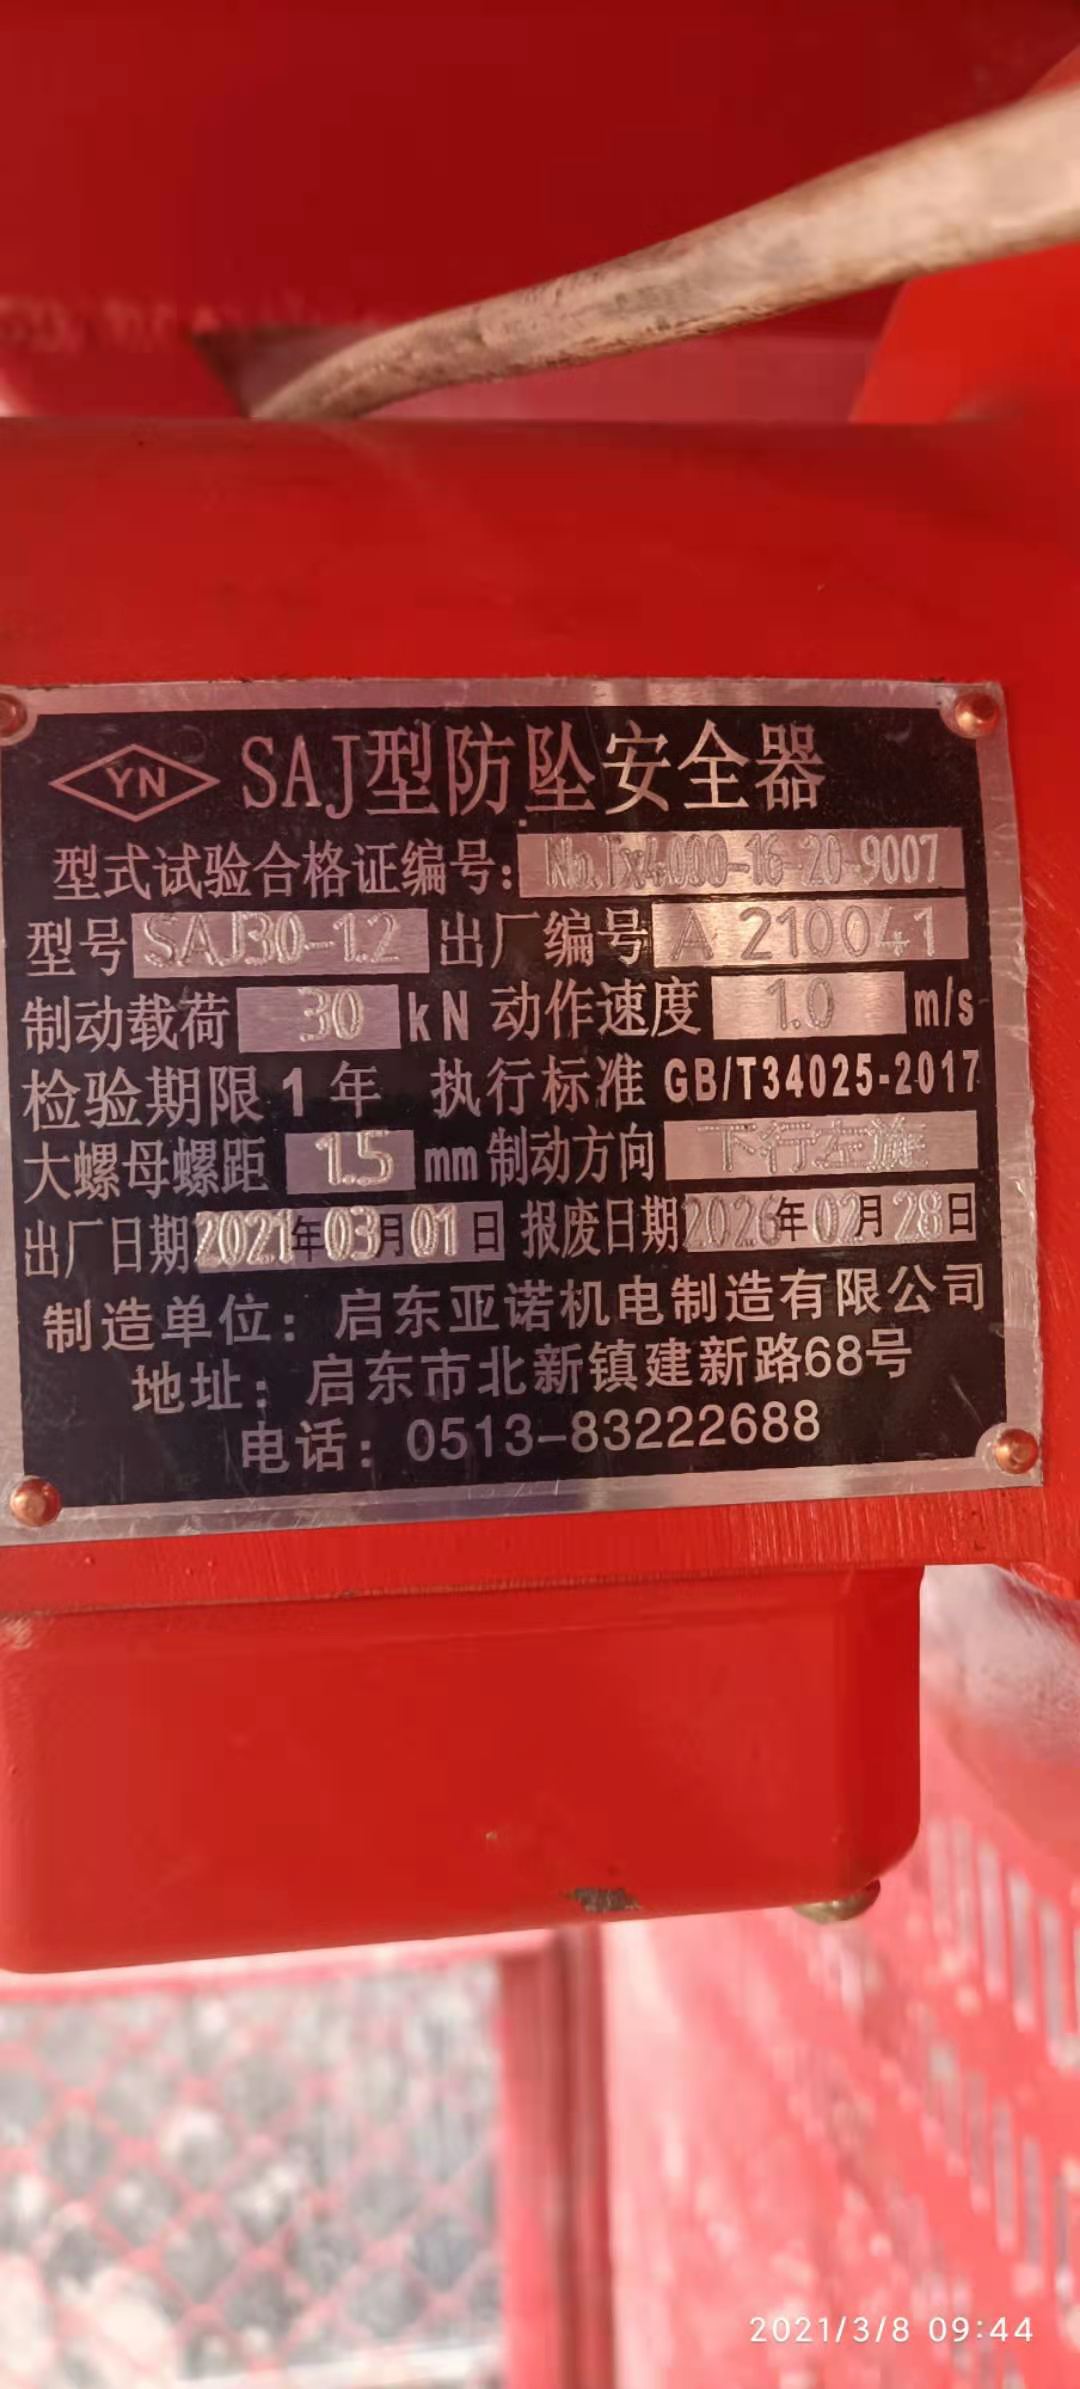 YN SAJ型防坠安全器
型式试验合格证编号: No.Tx4000-16-20-9007
型号 SAJ30-1.2 出厂编号 A 210041
制动载荷 30 kN 动作速度 1.0 m/s
检验期限 1 年 执行标准 GB/T34025-2017
大螺母螺距 1.5 mm 制动方向 下行左旋
出厂日期 2021年03月01日 报废日期 2026年02月28日
制造单位: 启东亚诺机电制造有限公司
地址: 启东市北新镇建新路68号
电话: 0513-83222688
2021/3/8 09:44